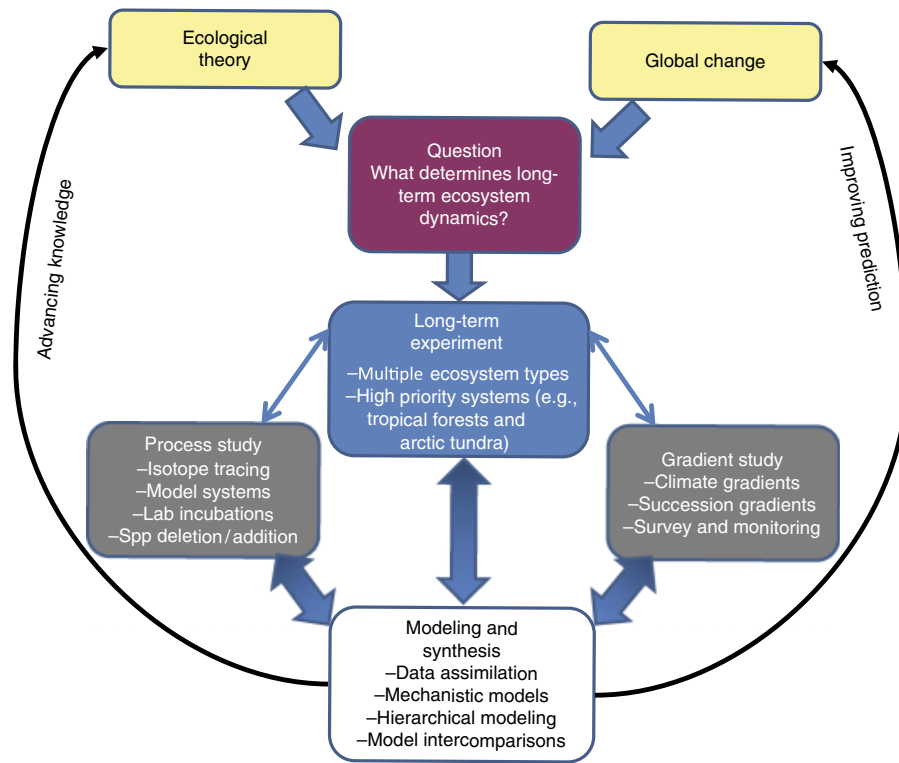 Ecological
theory
Global change
Question
What determines long-
term ecosystem
dynamics?
Advancing knowledge
Improving prediction
Long-term
experiment
–Multiple ecosystem types
–High priority systems (e.g.,
tropical forests and
arctic tundra)
Process study
–Isotope tracing
–Model systems
–Lab incubations
–Spp deletion/addition
Gradient study
–Climate gradients
–Succession gradients
–Survey and monitoring
Modeling and
synthesis
–Data assimilation
–Mechanistic models
–Hierarchical modeling
–Model intercomparisons